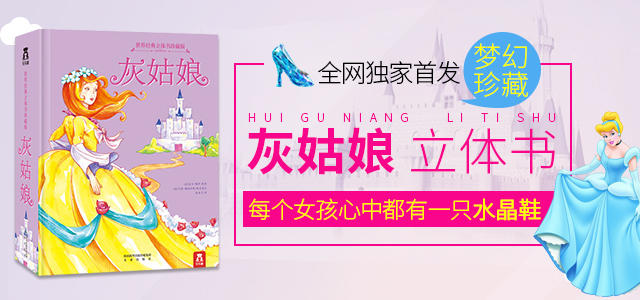 世界经典立体书珍藏版
灰姑娘
灰姑娘
全网独家首发
梦幻
珍藏
HUI GU NIANG LI TI SHU
灰姑娘 立体书
每个女孩心中都有一只水晶鞋